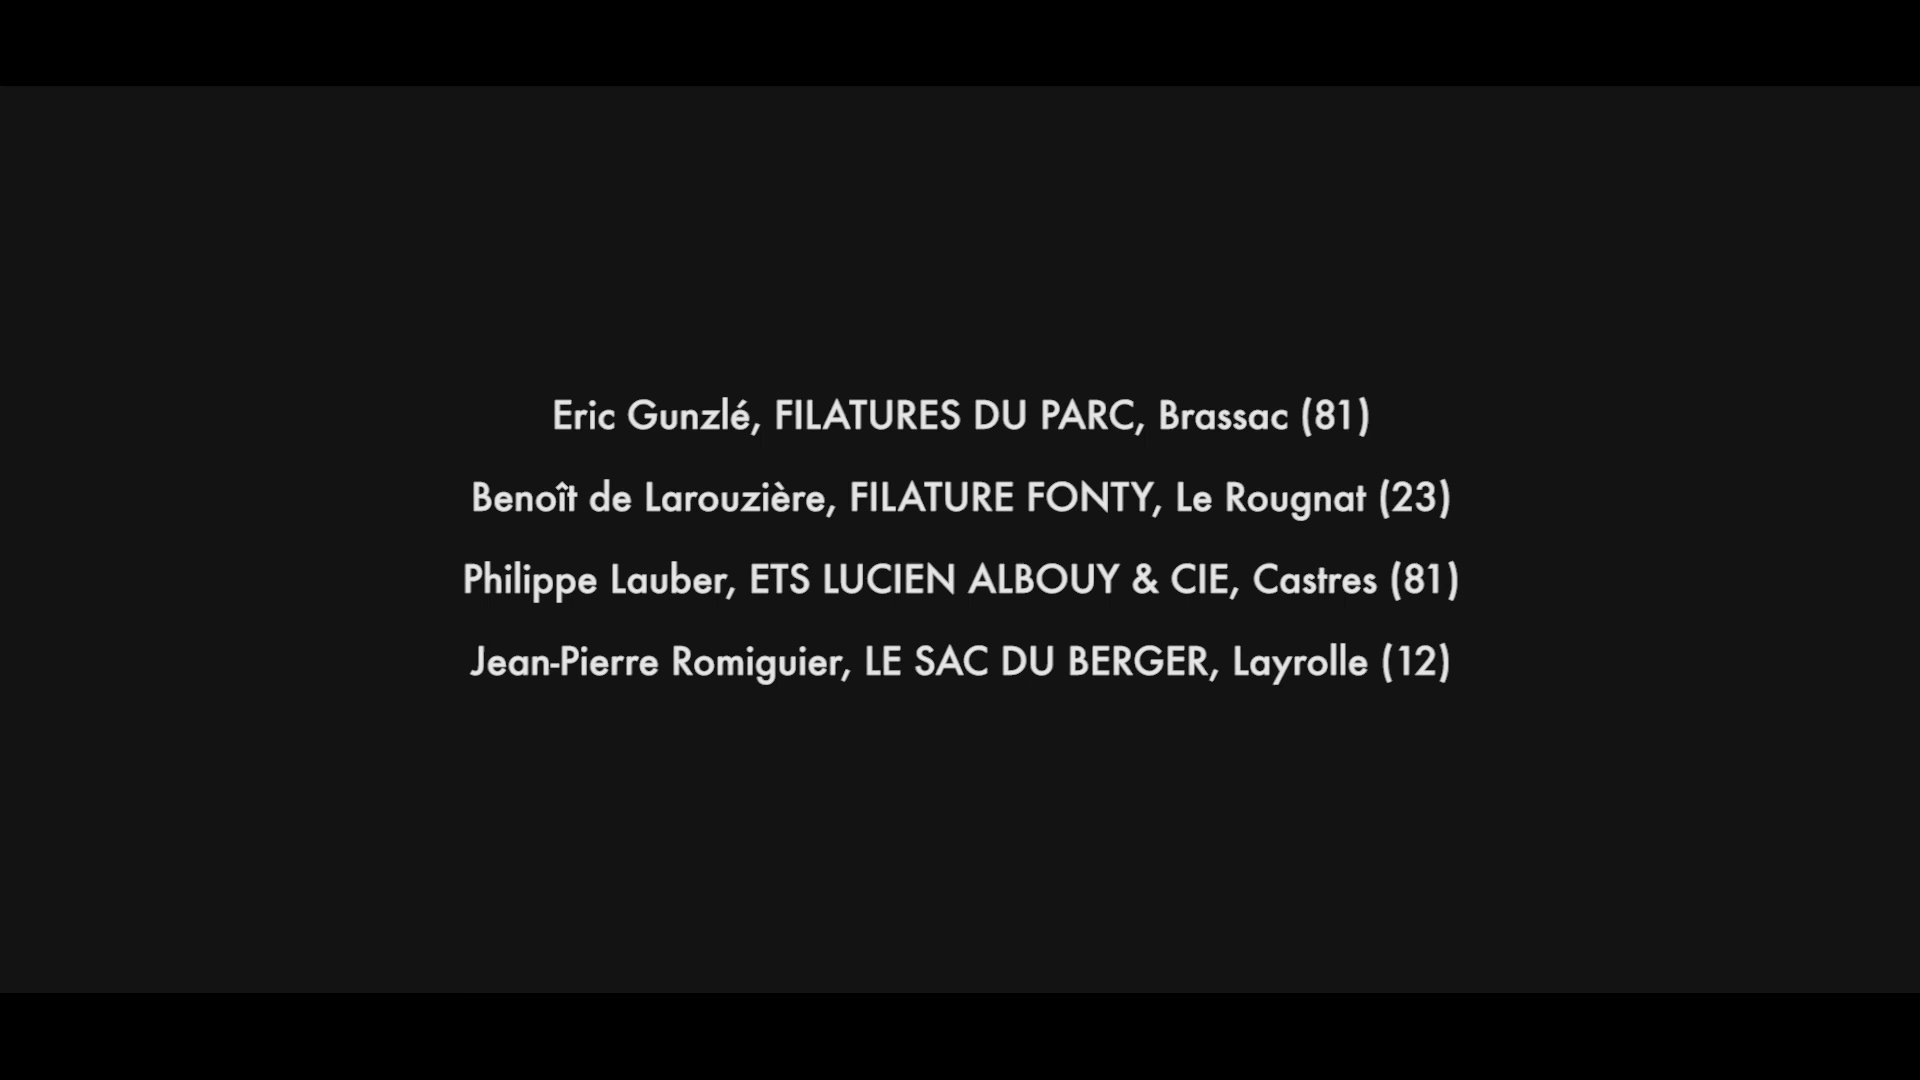 Eric Gunzlé, FILATURES DU PARC, Brassac (81)
Benoît de Larouzière, FILATURE FONTY, Le Rougnat (23)
Philippe Lauber, ETS LUCIEN ALBOUY & CIE, Castres (81)
Jean-Pierre Romiguier, LE SAC DU BERGER, Layrolle (12)